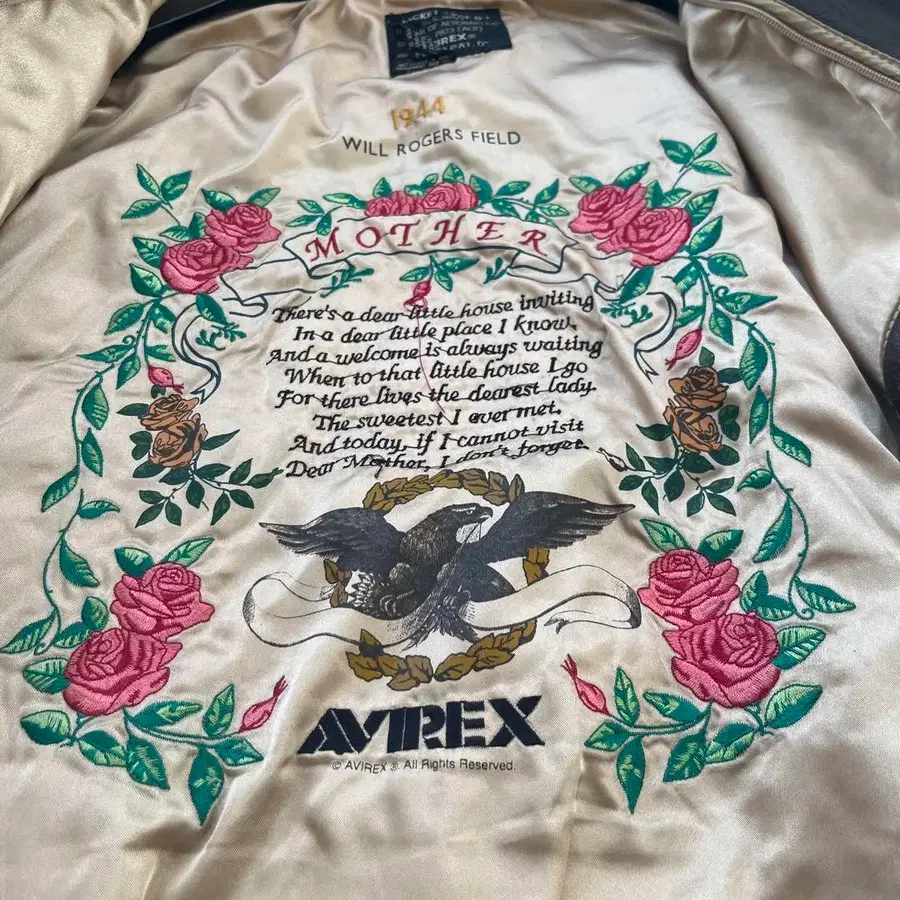 AVIREX
1944
WILL ROGERS FIELD
MOTHER
There's a dear little house inviting
In a dear little place I know,
And a welcome is always waiting
When to that little house I go
For there lives the dearest lady
The sweetest I ever met,
And today, if I cannot visit
Dear Mother, I don't forget.
AVIREX
© AVIREX ®. All Rights Reserved.